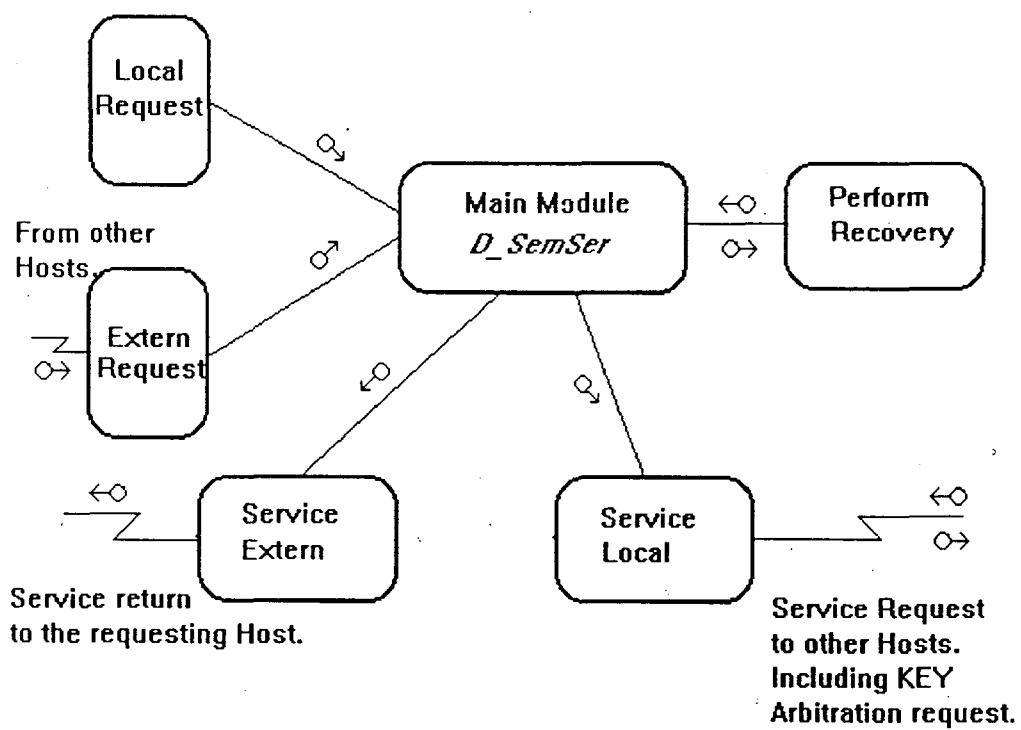 Local
Request
Main Module
D_SemSer
Perform
Recovery
From other
Hosts.
Extern
Request
Service
Extern
Service
Local
Service return
to the requesting Host.
Service Request
to other Hosts.
Including KEY
Arbitration request.